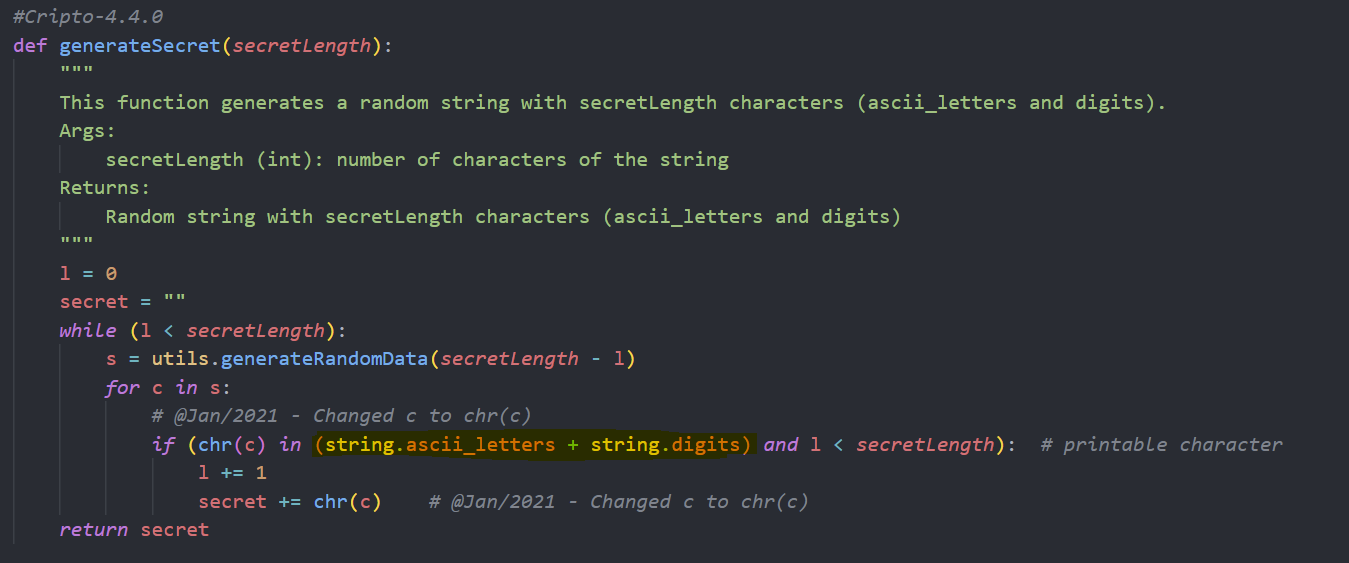 #Cripto-4.4.0
def generateSecret(secretLength):
    """
    This function generates a random string with secretLength characters (ascii_letters and digits).
    Args:
        secretLength (int): number of characters of the string
    Returns:
        Random string with secretLength characters (ascii_letters and digits)
    """
    l = 0
    secret = ""
    while (l < secretLength):
        s = utils.generateRandomData(secretLength - l)
        for c in s:
            # @Jan/2021 - Changed c to chr(c)
            if (chr(c) in (string.ascii_letters + string.digits) and l < secretLength):  # printable character
                l += 1
                secret += chr(c)    # @Jan/2021 - Changed c to chr(c)
    return secret